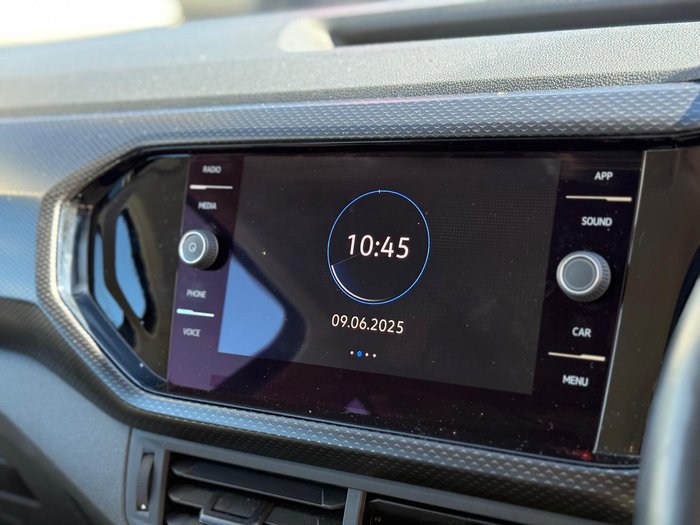 RADIO
MEDIA
PHONE
VOICE
10:45
09.06.2025
APP
SOUND
CAR
MENU